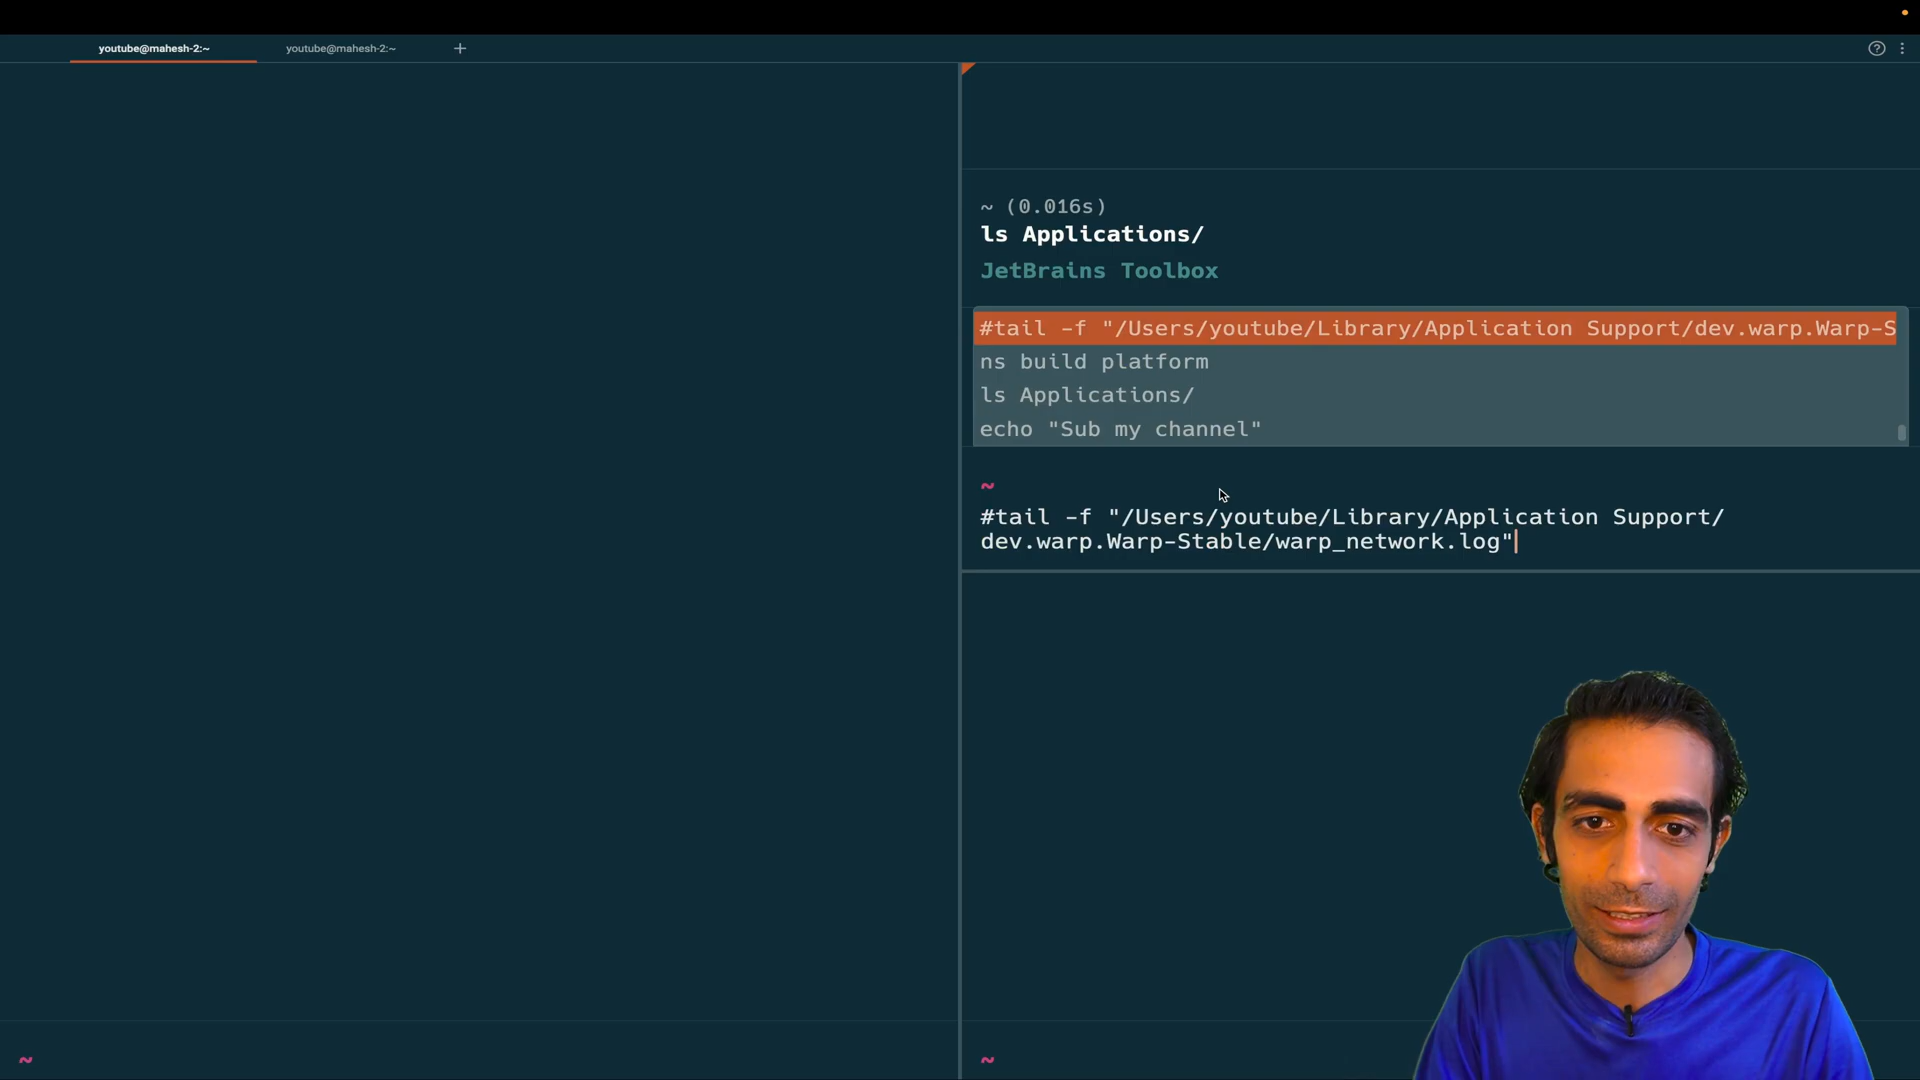 youtube@mahesh-2:~
youtube@mahesh-2:~
+
?
~ (0.016s)
ls Applications/
JetBrains Toolbox
#tail -f "/Users/youtube/Library/Application Support/dev.warp.Warp-S
ns build platform
ls Applications/
echo "Sub my channel"
~
#tail -f "/Users/youtube/Library/Application Support/
dev.warp.Warp-Stable/warp_network.log"
~
~